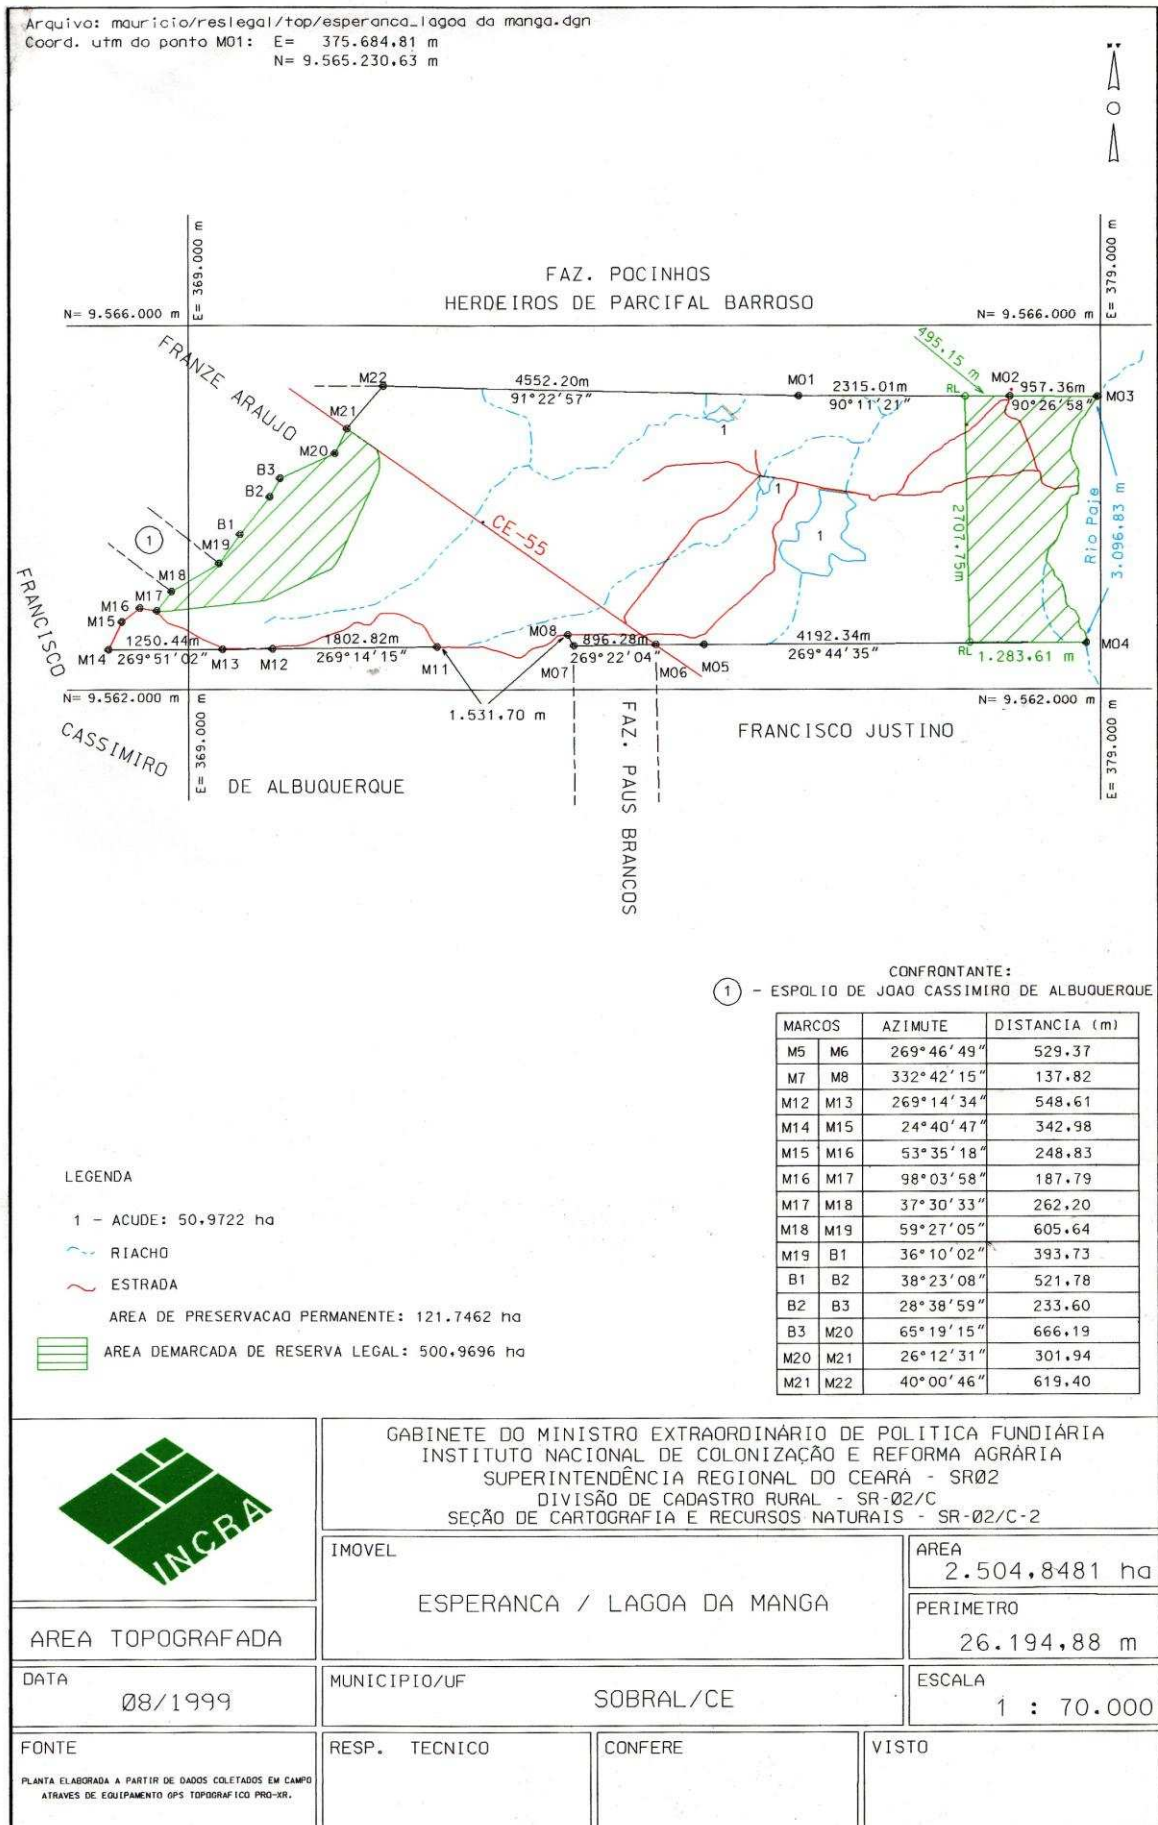 Arquivo: mauricio/reslegal/top/esperanca_lagoa da manga.dgn
Coord. utm do ponto M01: E= 375.684,81 m
N= 9.565.230,63 m
E= 369.000 m
E= 379.000 m
FAZ. POCINHOS
HERDEIROS DE PARCIFAL BARROSO
N= 9.566.000 m
N= 9.566.000 m
FRANZE ARAUJO
495.15 m
M22
4552.20m
91°22'57"
M01
2315.01m
90°11'21"
RL
M02
957.36m
90°26'58"
M03
M21
M20
1
B3
B2
1
CE-55
B1
1
1
M19
2707.75m
Rio Paje
3.096,83 m
M18
M17
M16
M15
FRANCISCO
M14
1250.44m
269°51'02"
M13
M12
1802.82m
269°14'15"
M11
M08
M07
896.28m
269°22'04"
M06
M05
4192.34m
269°44'35"
RL
1.283,61 m
M04
N= 9.562.000 m
N= 9.562.000 m
E= 369.000 m
E= 379.000 m
1.531,70 m
CASSIMIRO
DE ALBUQUERQUE
FAZ. PAUS BRANCOS
FRANCISCO JUSTINO
CONFRONTANTE:
1 - ESPOLIO DE JOAO CASSIMIRO DE ALBUQUERQUE
MARCOS AZIMUTE DISTANCIA (m)
M5 M6 269°46'49" 529.37
M7 M8 332°42'15" 137.82
M12 M13 269°14'34" 548.61
M14 M15 24°40'47" 342.98
M15 M16 53°35'18" 248.83
M16 M17 98°03'58" 187.79
M17 M18 37°30'33" 262.20
M18 M19 59°27'05" 605.64
M19 B1 36°10'02" 393.73
B1 B2 38°23'08" 521.78
B2 B3 28°38'59" 233.60
B3 M20 65°19'15" 666.19
M20 M21 26°12'31" 301.94
M21 M22 40°00'46" 619.40
LEGENDA
1 - ACUDE: 50,9722 ha
RIACHO
ESTRADA
AREA DE PRESERVACAO PERMANENTE: 121.7462 ha
AREA DEMARCADA DE RESERVA LEGAL: 500,9696 ha
INCRA
GABINETE DO MINISTRO EXTRAORDINÁRIO DE POLITICA FUNDIÁRIA
INSTITUTO NACIONAL DE COLONIZAÇÃO E REFORMA AGRÁRIA
SUPERINTENDÊNCIA REGIONAL DO CEARÁ - SR02
DIVISÃO DE CADASTRO RURAL - SR-02/C
SEÇÃO DE CARTOGRAFIA E RECURSOS NATURAIS - SR-02/C-2
AREA TOPOGRAFADA
IMOVEL
ESPERANCA / LAGOA DA MANGA
AREA
2.504,8481 ha
PERIMETRO
26.194,88 m
DATA
08/1999
MUNICIPIO/UF
SOBRAL/CE
ESCALA
1 : 70.000
FONTE
PLANTA ELABORADA A PARTIR DE DADOS COLETADOS EM CAMPO
ATRAVES DE EQUIPAMENTO GPS TOPOGRAFICO PRO-XR.
RESP. TECNICO
CONFERE
VISTO